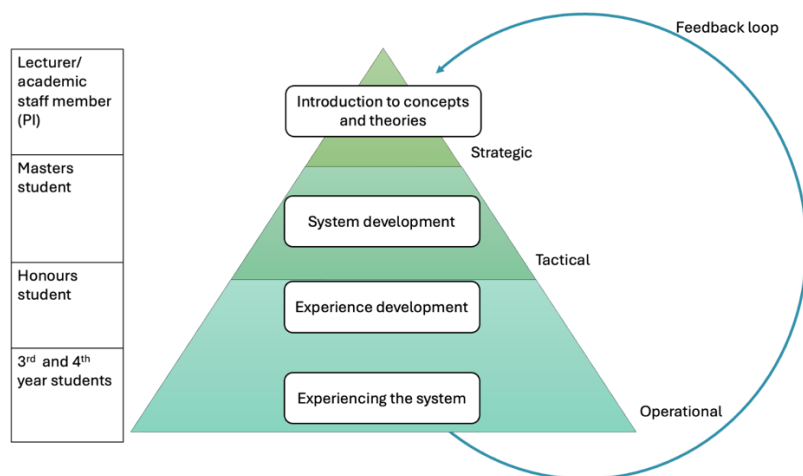 Feedback loop
Lecturer/
academic
staff member
(PI)
Introduction to concepts
and theories
Strategic
Masters
student
System development
Tactical
Honours
student
Experience development
3rd and 4th
year students
Experiencing the system
Operational